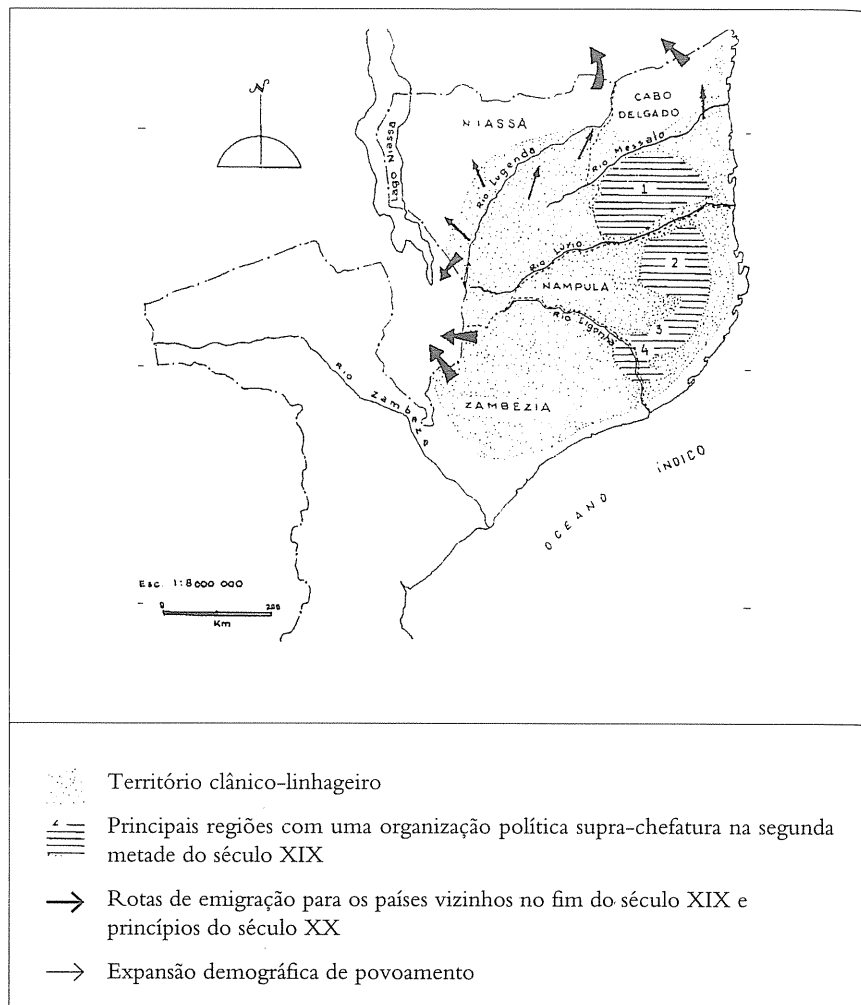 N
NIASSA
CABO
DELGADO
Lago Niassa
Rio Lugenda
Rio Messalo
1
Rio Lúrio
2
NAMPULA
Rio Ligonha
3
4
ZAMBÉZIA
Rio Zambeze
OCEANO ÍNDICO
Esc. 1:8000 000
0 200
Km
Território clânico-linhageiro
Principais regiões com uma organização política supra-chefatura na segunda
metade do século XIX
Rotas de emigração para os países vizinhos no fim do século XIX e
princípios do século XX
Expansão demográfica de povoamento